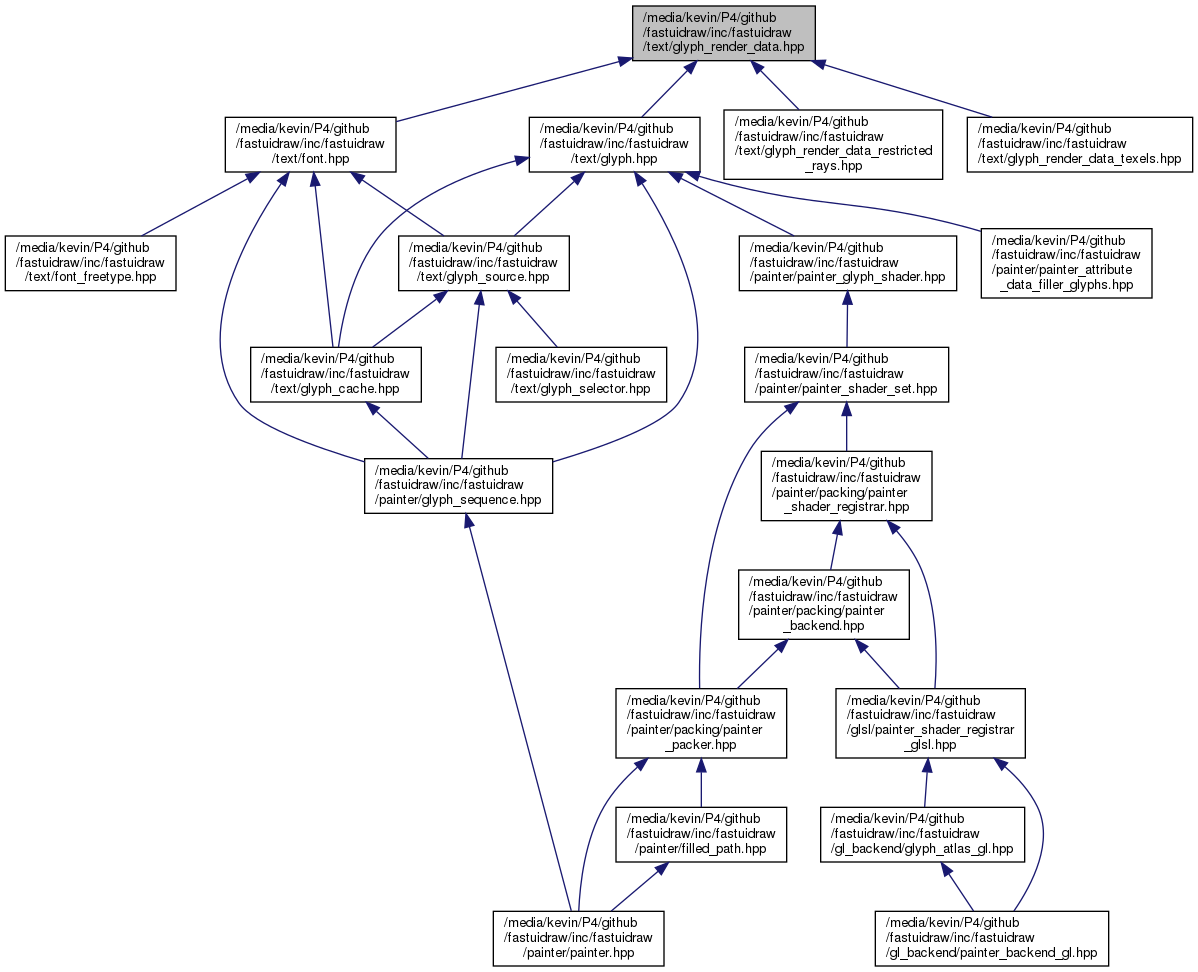 /media/kevin/P4/github
/fastuidraw/inc/fastuidraw
/text/glyph_render_data.hpp
/media/kevin/P4/github
/fastuidraw/inc/fastuidraw
/text/font.hpp
/media/kevin/P4/github
/fastuidraw/inc/fastuidraw
/text/glyph.hpp
/media/kevin/P4/github
/fastuidraw/inc/fastuidraw
/text/glyph_render_data_restricted
_rays.hpp
/media/kevin/P4/github
/fastuidraw/inc/fastuidraw
/text/glyph_render_data_texels.hpp
/media/kevin/P4/github
/fastuidraw/inc/fastuidraw
/text/font_freetype.hpp
/media/kevin/P4/github
/fastuidraw/inc/fastuidraw
/text/glyph_source.hpp
/media/kevin/P4/github
/fastuidraw/inc/fastuidraw
/painter/painter_glyph_shader.hpp
/media/kevin/P4/github
/fastuidraw/inc/fastuidraw
/painter/painter_attribute
_data_filler_glyphs.hpp
/media/kevin/P4/github
/fastuidraw/inc/fastuidraw
/text/glyph_cache.hpp
/media/kevin/P4/github
/fastuidraw/inc/fastuidraw
/text/glyph_selector.hpp
/media/kevin/P4/github
/fastuidraw/inc/fastuidraw
/painter/painter_shader_set.hpp
/media/kevin/P4/github
/fastuidraw/inc/fastuidraw
/painter/glyph_sequence.hpp
/media/kevin/P4/github
/fastuidraw/inc/fastuidraw
/painter/packing/painter
_shader_registrar.hpp
/media/kevin/P4/github
/fastuidraw/inc/fastuidraw
/painter/packing/painter
_backend.hpp
/media/kevin/P4/github
/fastuidraw/inc/fastuidraw
/painter/packing/painter
_packer.hpp
/media/kevin/P4/github
/fastuidraw/inc/fastuidraw
/glsl/painter_shader_registrar
_glsl.hpp
/media/kevin/P4/github
/fastuidraw/inc/fastuidraw
/painter/filled_path.hpp
/media/kevin/P4/github
/fastuidraw/inc/fastuidraw
/gl_backend/glyph_atlas_gl.hpp
/media/kevin/P4/github
/fastuidraw/inc/fastuidraw
/painter/painter.hpp
/media/kevin/P4/github
/fastuidraw/inc/fastuidraw
/gl_backend/painter_backend_gl.hpp